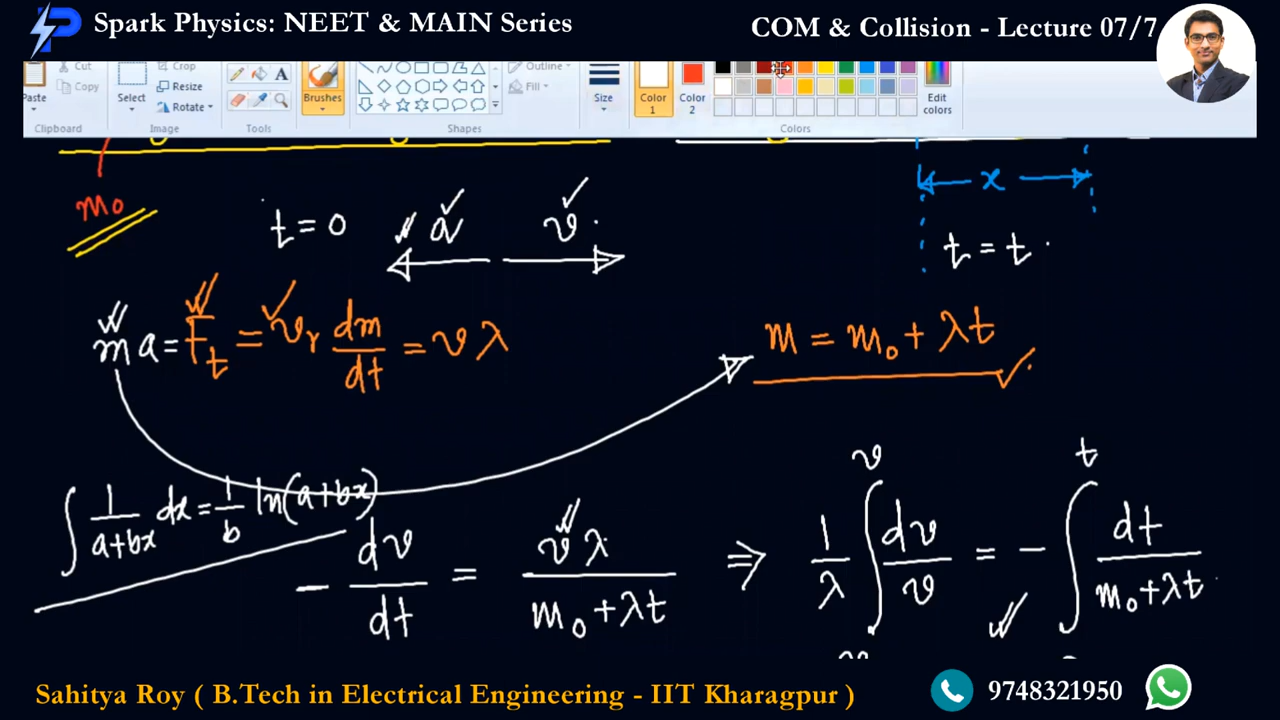 Spark Physics: NEET & MAIN Series
COM & Collision - Lecture 07/7
Cut
Crop
Outline
Copy
Resize
Fill
Paste
Select
Rotate
Brushes
Size
Color 1
Color 2
Edit colors
Clipboard
Image
Tools
Shapes
Colors
x
m₀
t = 0
a
v
t = t
ma = Fₜ = vᵣ dm/dt = vλ
m = m₀ + λt
∫ 1/(a+bx) dx = 1/b ln(a+bx)
- dv/dt = vλ/(m₀+λt) ⇒ 1/λ ∫ᵛ dv/v = - ∫ᵗ dt/(m₀+λt)
Sahitya Roy ( B.Tech in Electrical Engineering - IIT Kharagpur )
9748321950